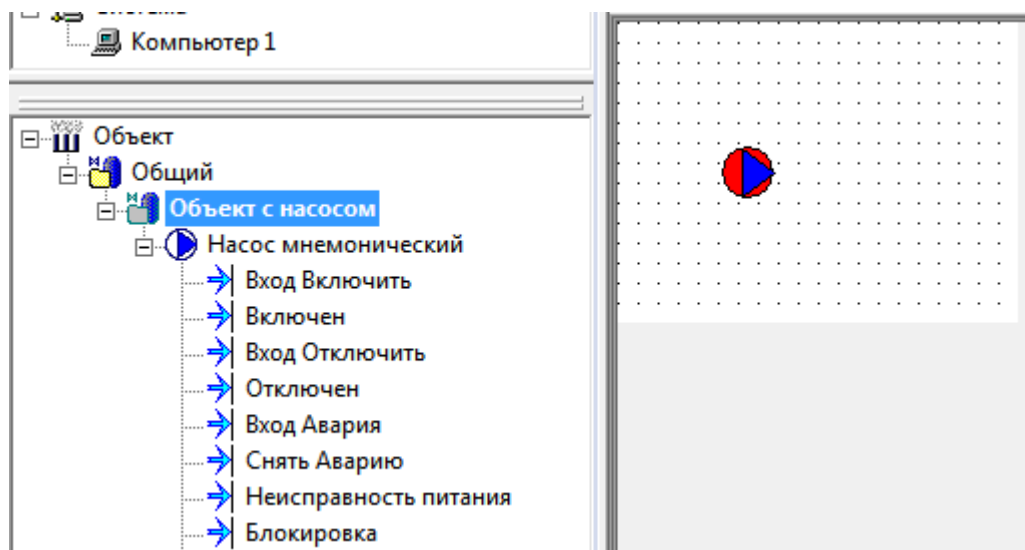 Компьютер 1
Объект
Общий
Объект с насосом
Насос мнемонический
Вход Включить
Включен
Вход Отключить
Отключен
Вход Авария
Снять Аварию
Неисправность питания
Блокировка